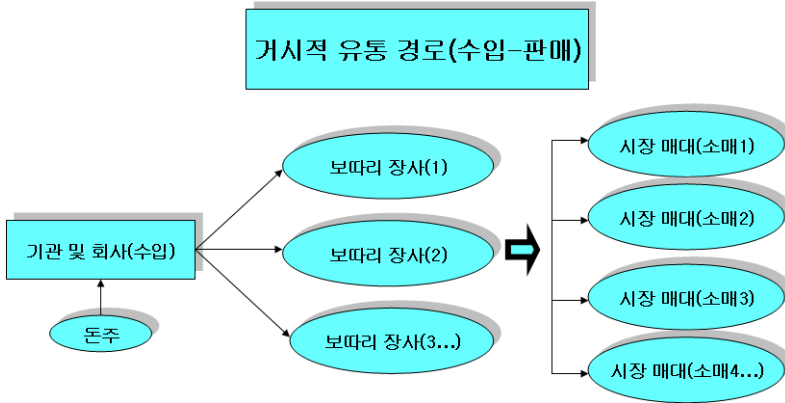 거시적 유통 경로(수입-판매)
기관 및 회사(수입)
돈주
보따리 장사(1)
보따리 장사(2)
보따리 장사(3...)
시장 매대(소매1)
시장 매대(소매2)
시장 매대(소매3)
시장 매대(소매4...)